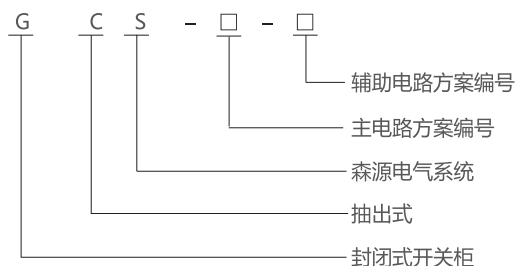 G C S - □ - □
辅助电路方案编号
主电路方案编号
森源电气系统
抽出式
封闭式开关柜